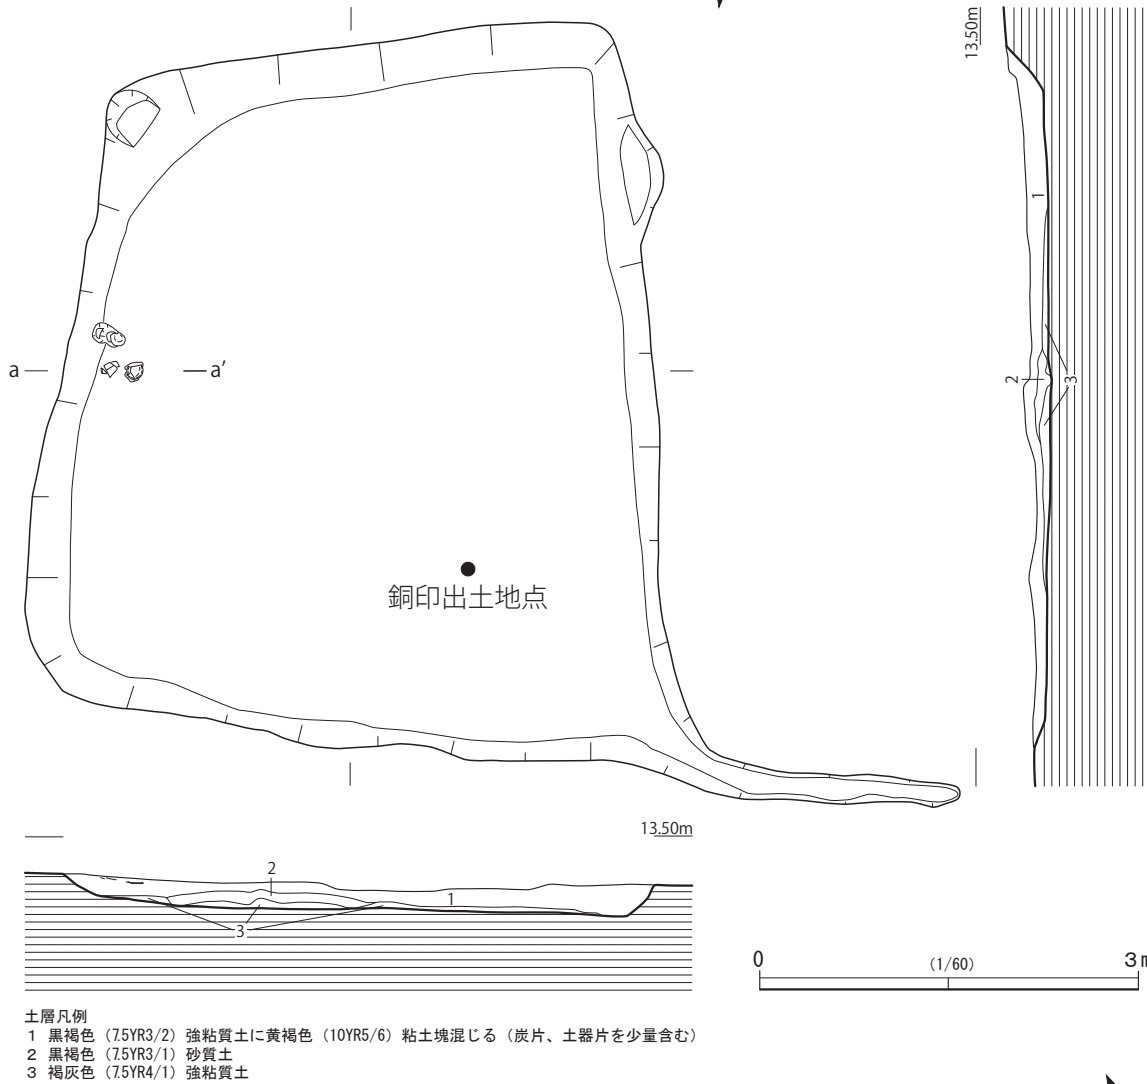 13.50m
1
2
3
a
a′
銅印出土地点
13.50m
2
1
3
0 (1/60) 3m
土層凡例
1 黒褐色（7.5YR3/2）強粘質土に黄褐色（10YR5/6）粘土塊混じる（炭片、土器片を少量含む）
2 黒褐色（7.5YR3/1）砂質土
3 褐灰色（7.5YR4/1）強粘質土